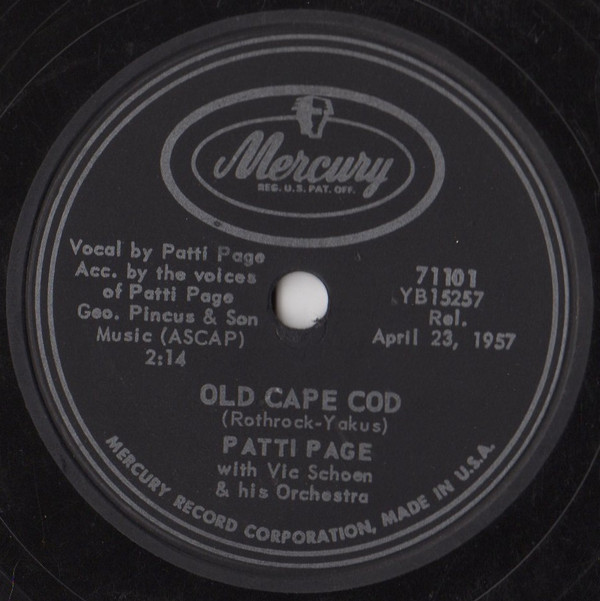 Mercury
REG. U.S. PAT. OFF.
Vocal by Patti Page
Acc. by the voices
of Patti Page
Geo. Pincus & Son
Music (ASCAP)
2:14
71101
YB15257
Rel.
April 23, 1957
OLD CAPE COD
(Rothrock-Yakus)
PATTI PAGE
with Vic Schoen
& his Orchestra
MERCURY RECORD CORPORATION, MADE IN U.S.A.